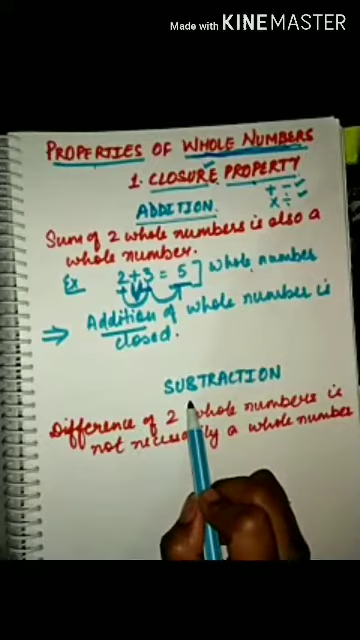 Made with KINEMASTER
PROPERTIES OF WHOLE NUMBERS
1. CLOSURE PROPERTY
+ - ✓
× ÷ ✓
ADDITION
Sum of 2 whole numbers is also a
whole number.
Ex 2 + 3 = 5 ] whole number
⇒ Addition of whole number is
closed.
SUBTRACTION
Difference of 2 whole numbers is
not necessarily a whole number